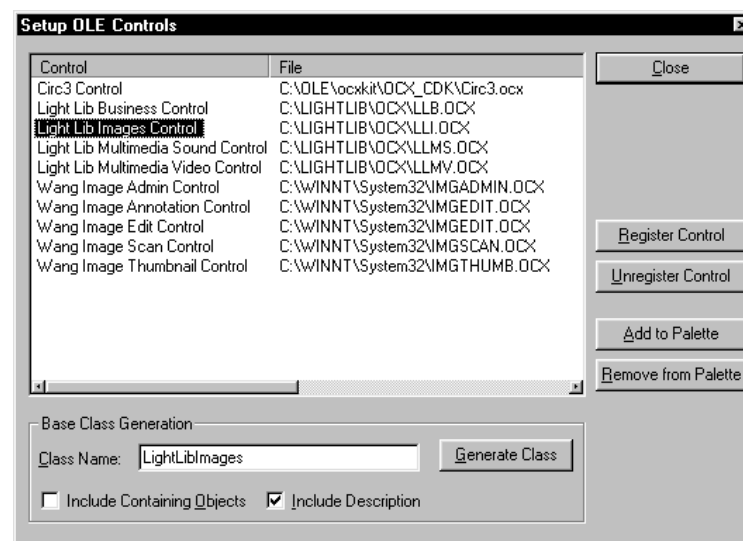 Setup OLE Controls
Control File
Circ3 Control C:\OLE\ocxkit\OCX_CDK\Circ3.ocx
Light Lib Business Control C:\LIGHTLIB\OCX\LLB.OCX
Light Lib Images Control C:\LIGHTLIB\OCX\LLI.OCX
Light Lib Multimedia Sound Control C:\LIGHTLIB\OCX\LLMS.OCX
Light Lib Multimedia Video Control C:\LIGHTLIB\OCX\LLMV.OCX
Wang Image Admin Control C:\WINNT\System32\IMGADMIN.OCX
Wang Image Annotation Control C:\WINNT\System32\IMGEDIT.OCX
Wang Image Edit Control C:\WINNT\System32\IMGEDIT.OCX
Wang Image Scan Control C:\WINNT\System32\IMGSCAN.OCX
Wang Image Thumbnail Control C:\WINNT\System32\IMGTHUMB.OCX
Close
Register Control
Unregister Control
Add to Palette
Remove from Palette
Base Class Generation
Class Name: LightLibImages Generate Class
Include Containing Objects Include Description